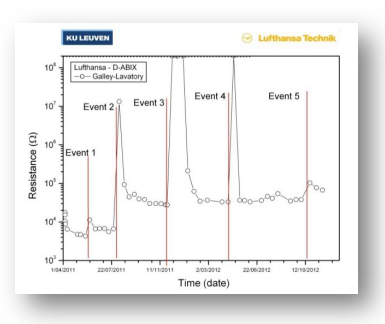 KU LEUVEN
Lufthansa Technik
Lufthansa - D-ABIX
Galley-Lavatory
Event 1
Event 2
Event 3
Event 4
Event 5
Resistance (Ω)
10⁸
10⁷
10⁶
10⁵
10⁴
10³
1/04/2011
22/07/2011
11/11/2011
2/03/2012
22/06/2012
12/10/2012
Time (date)